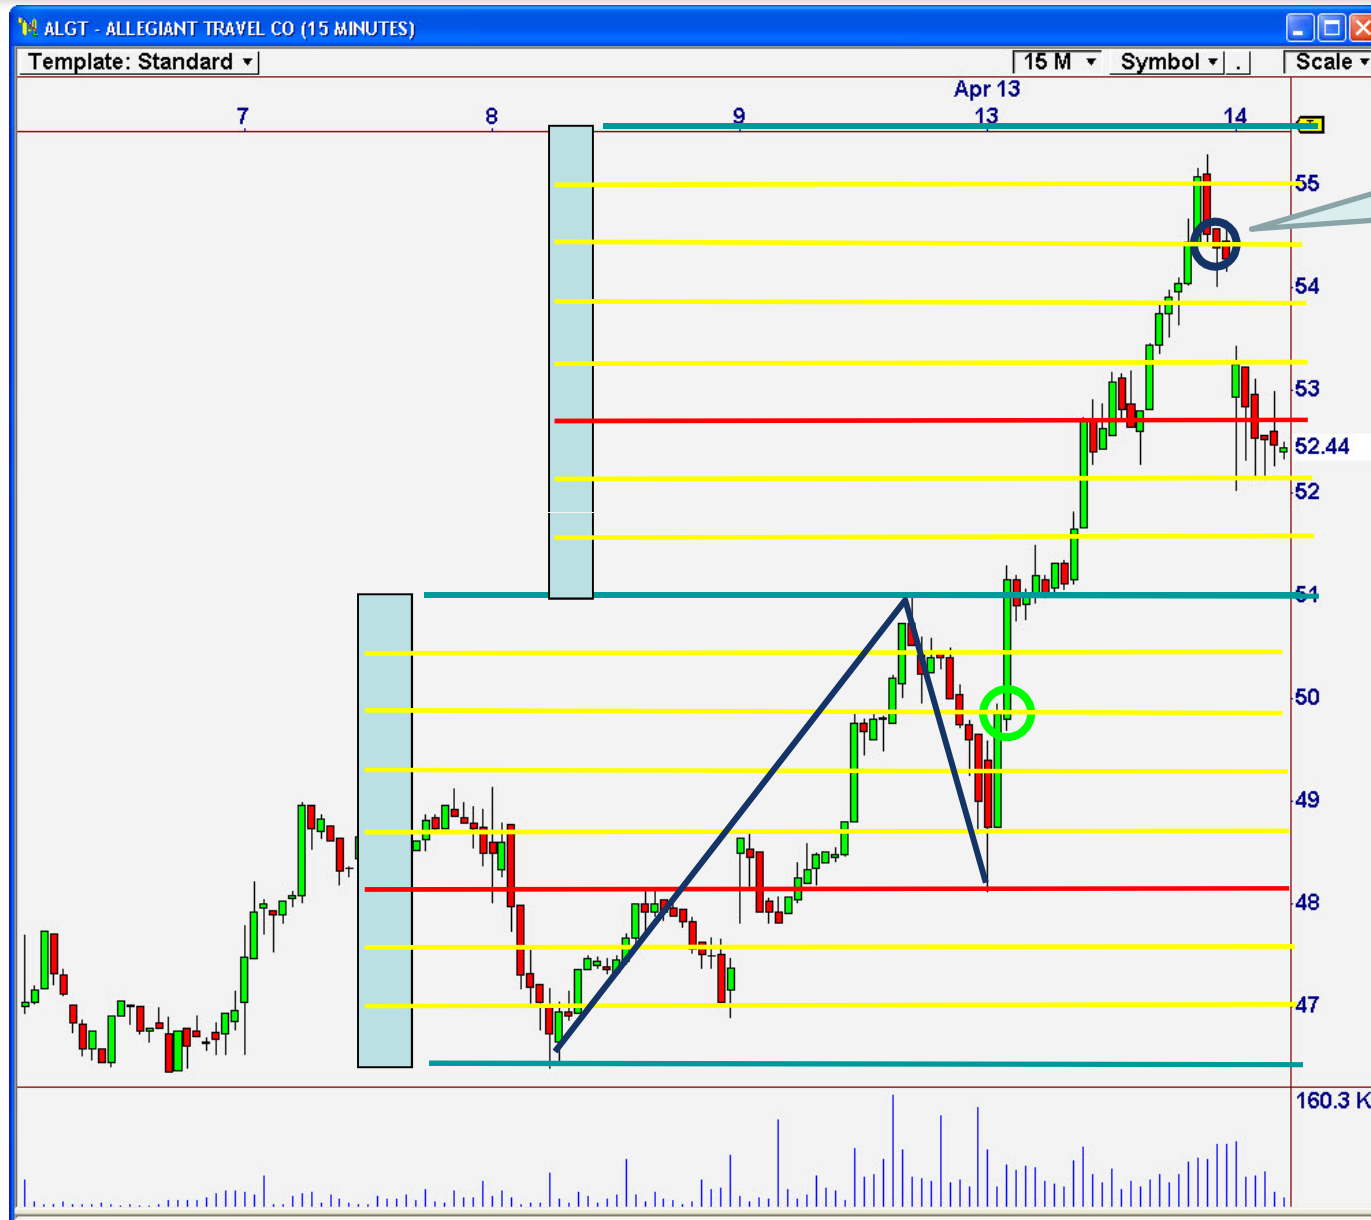 ALGT - ALLEGIANT TRAVEL CO (15 MINUTES)
Template: Standard 15 M Symbol . Scale
Apr 13
7 8 9 13 14
T
55
54
53
52.44
52
51
50
49
48
47
160.3 K